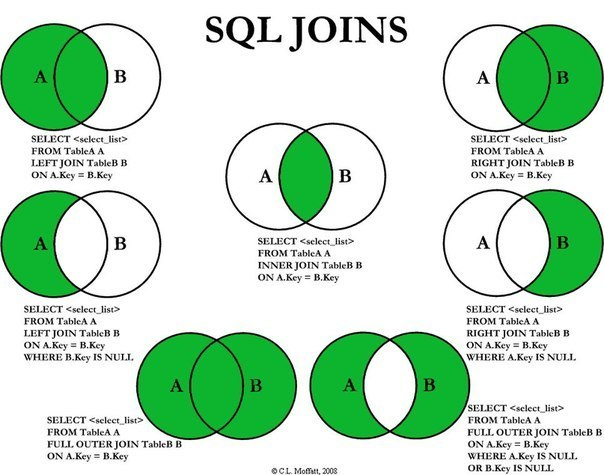 SQL JOINS
A B
SELECT <select_list>
FROM TableA A
LEFT JOIN TableB B
ON A.Key = B.Key
A B
SELECT <select_list>
FROM TableA A
RIGHT JOIN TableB B
ON A.Key = B.Key
A B
SELECT <select_list>
FROM TableA A
INNER JOIN TableB B
ON A.Key = B.Key
A B
SELECT <select_list>
FROM TableA A
LEFT JOIN TableB B
ON A.Key = B.Key
WHERE B.Key IS NULL
A B
SELECT <select_list>
FROM TableA A
RIGHT JOIN TableB B
ON A.Key = B.Key
WHERE A.Key IS NULL
A B
SELECT <select_list>
FROM TableA A
FULL OUTER JOIN TableB B
ON A.Key = B.Key
A B
SELECT <select_list>
FROM TableA A
FULL OUTER JOIN TableB B
ON A.Key = B.Key
WHERE A.Key IS NULL
OR B.Key IS NULL
© C.L. Moffatt, 2008